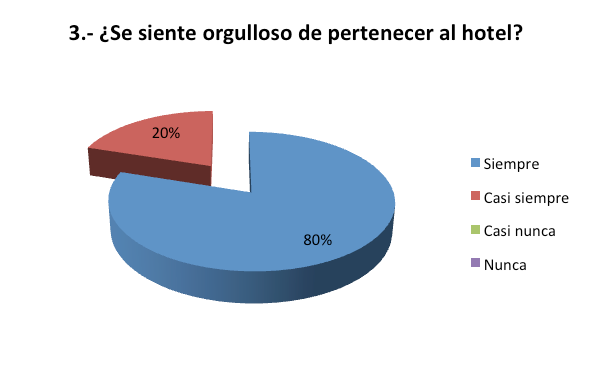 3.- ¿Se siente orgulloso de pertenecer al hotel?
20%
80%
Siempre
Casi siempre
Casi nunca
Nunca